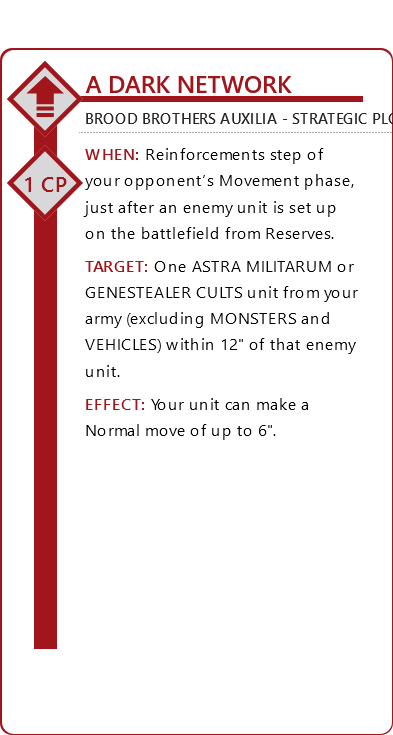 A DARK NETWORK
BROOD BROTHERS AUXILIA - STRATEGIC
1 CP
WHEN: Reinforcements step of
your opponent’s Movement phase,
just after an enemy unit is set up
on the battlefield from Reserves.
TARGET: One ASTRA MILITARUM or
GENESTEALER CULTS unit from your
army (excluding MONSTERS and
VEHICLES) within 12" of that enemy
unit.
EFFECT: Your unit can make a
Normal move of up to 6".